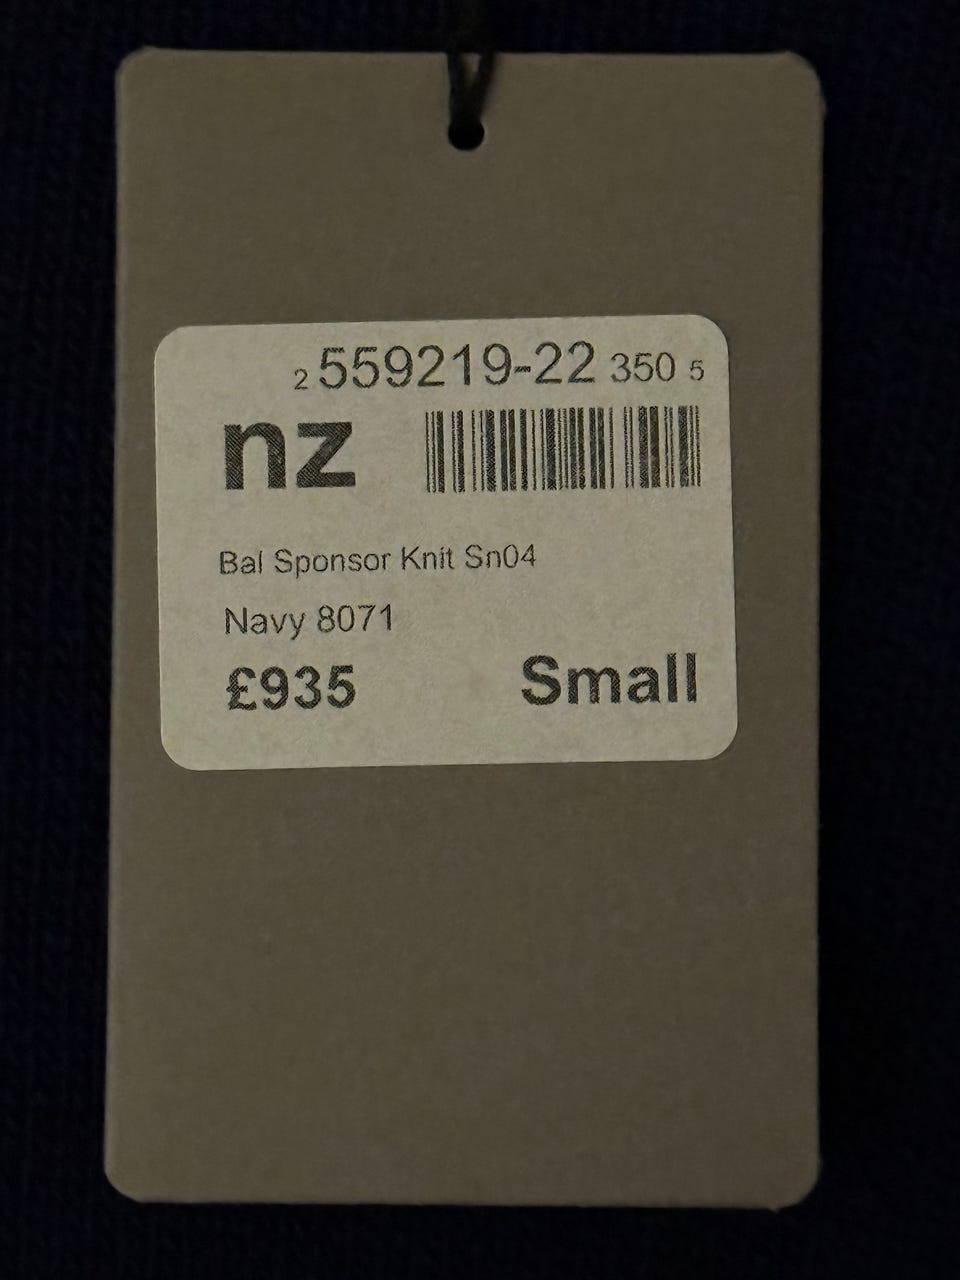 2 559219-22 350 5
nz
Bal Sponsor Knit Sn04
Navy 8071
£935 Small